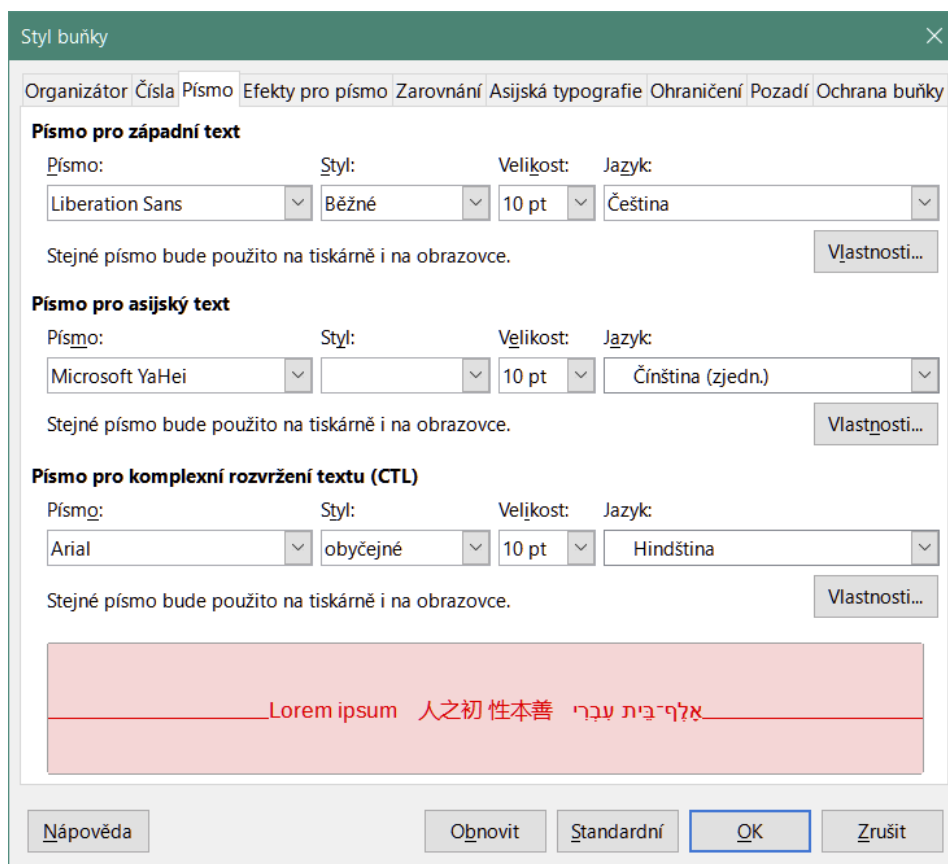 Styl buňky
Organizátor Čísla Písmo Efekty pro písmo Zarovnání Asijská typografie Ohraničení Pozadí Ochrana buňky
Písmo pro západní text
Písmo: Styl: Velikost: Jazyk:
Liberation Sans Běžné 10 pt Čeština
Stejné písmo bude použito na tiskárně i na obrazovce. Vlastnosti...
Písmo pro asijský text
Písmo: Styl: Velikost: Jazyk:
Microsoft YaHei 10 pt Čínština (zjedn.)
Stejné písmo bude použito na tiskárně i na obrazovce. Vlastnosti...
Písmo pro komplexní rozvržení textu (CTL)
Písmo: Styl: Velikost: Jazyk:
Arial obyčejné 10 pt Hindština
Stejné písmo bude použito na tiskárně i na obrazovce. Vlastnosti...
Lorem ipsum 人之初 性本善 אָלֶף־בֵּית עִבְרִי
Nápověda Obnovit Standardní OK Zrušit